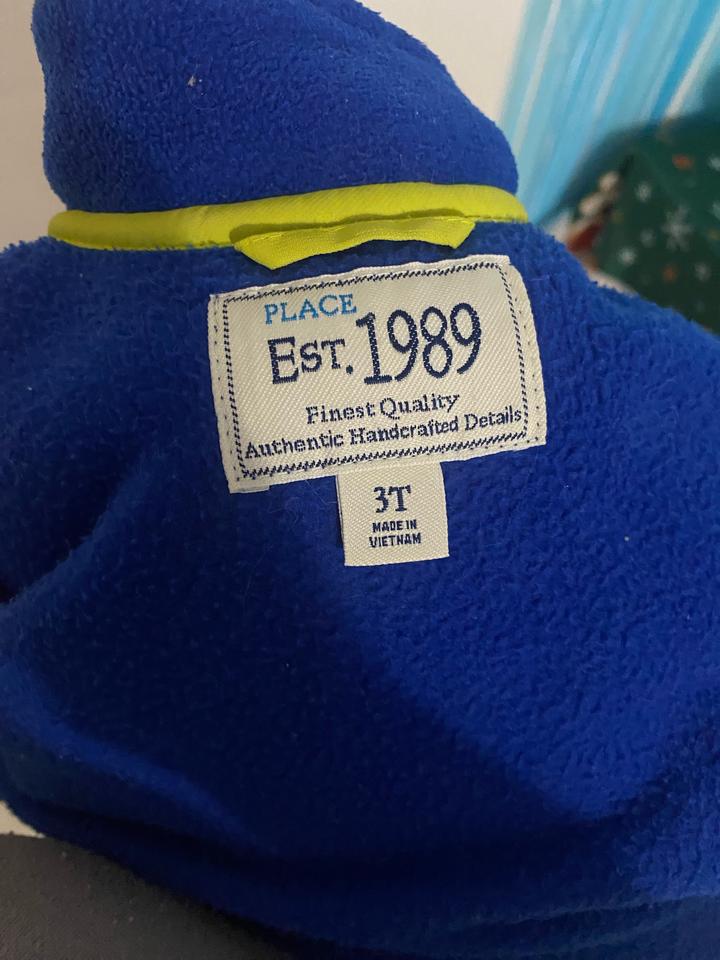 PLACE
EST. 1989
Finest Quality
Authentic Handcrafted Details
3T
MADE IN
VIETNAM